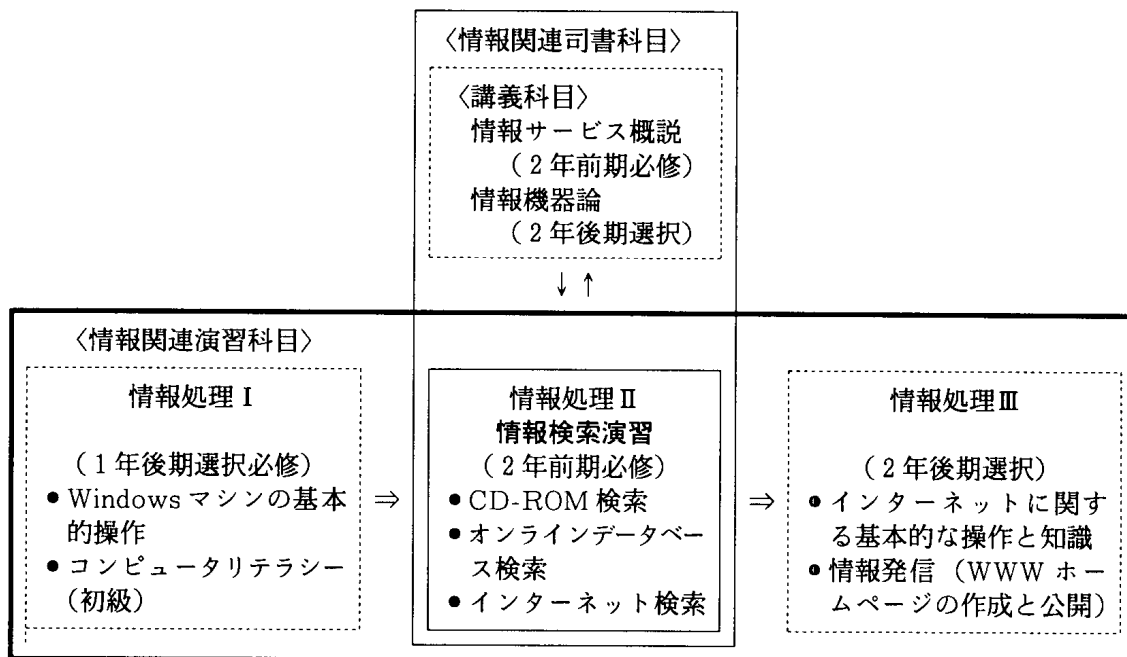 〈情報関連司書科目〉
〈講義科目〉
情報サービス概説
（2年前期必修）
情報機器論
（2年後期選択）
↓ ↑
〈情報関連演習科目〉
情報処理Ⅰ
（1年後期選択必修）
● Windows マシンの基本
的操作
● コンピュータリテラシー
（初級）
⇒
情報処理Ⅱ
情報検索演習
（2年前期必修）
● CD-ROM 検索
● オンラインデータベー
ス検索
● インターネット検索
⇒
情報処理Ⅲ
（2年後期選択）
● インターネットに関す
る基本的な操作と知識
● 情報発信（WWW ホー
ムページの作成と公開）